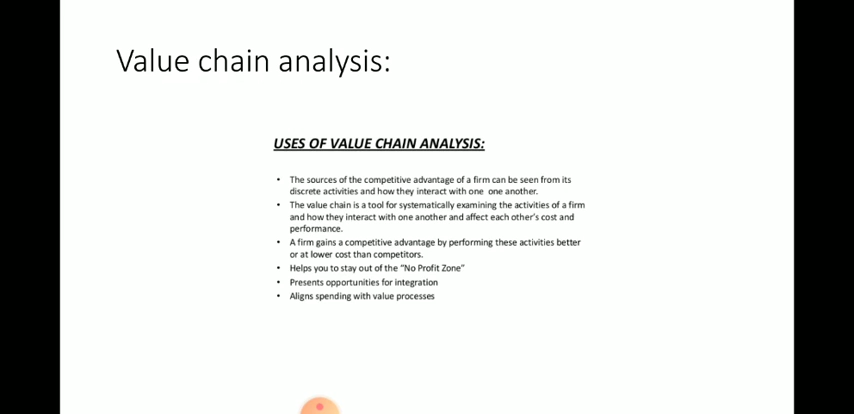 Value chain analysis:
USES OF VALUE CHAIN ANALYSIS:
• The sources of the competitive advantage of a firm can be seen from its
discrete activities and how they interact with one one another.
• The value chain is a tool for systematically examining the activities of a firm
and how they interact with one another and affect each other's cost and
performance.
• A firm gains a competitive advantage by performing these activities better
or at lower cost than competitors.
• Helps you to stay out of the "No Profit Zone"
• Presents opportunities for integration
• Aligns spending with value processes